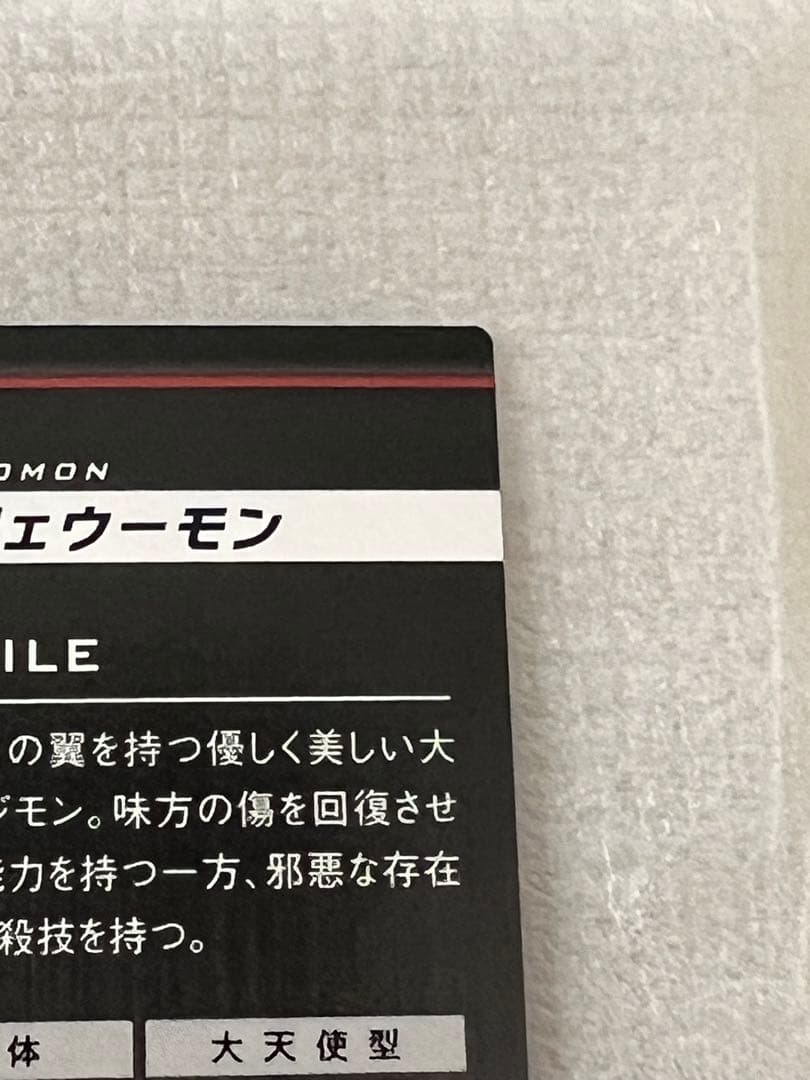 OMON
ェウーモン
ILE
の翼を持つ優しく美しい大
ジモン。味方の傷を回復させ
力を持つ一方、邪悪な存在
殺技を持つ。
体
大天使型